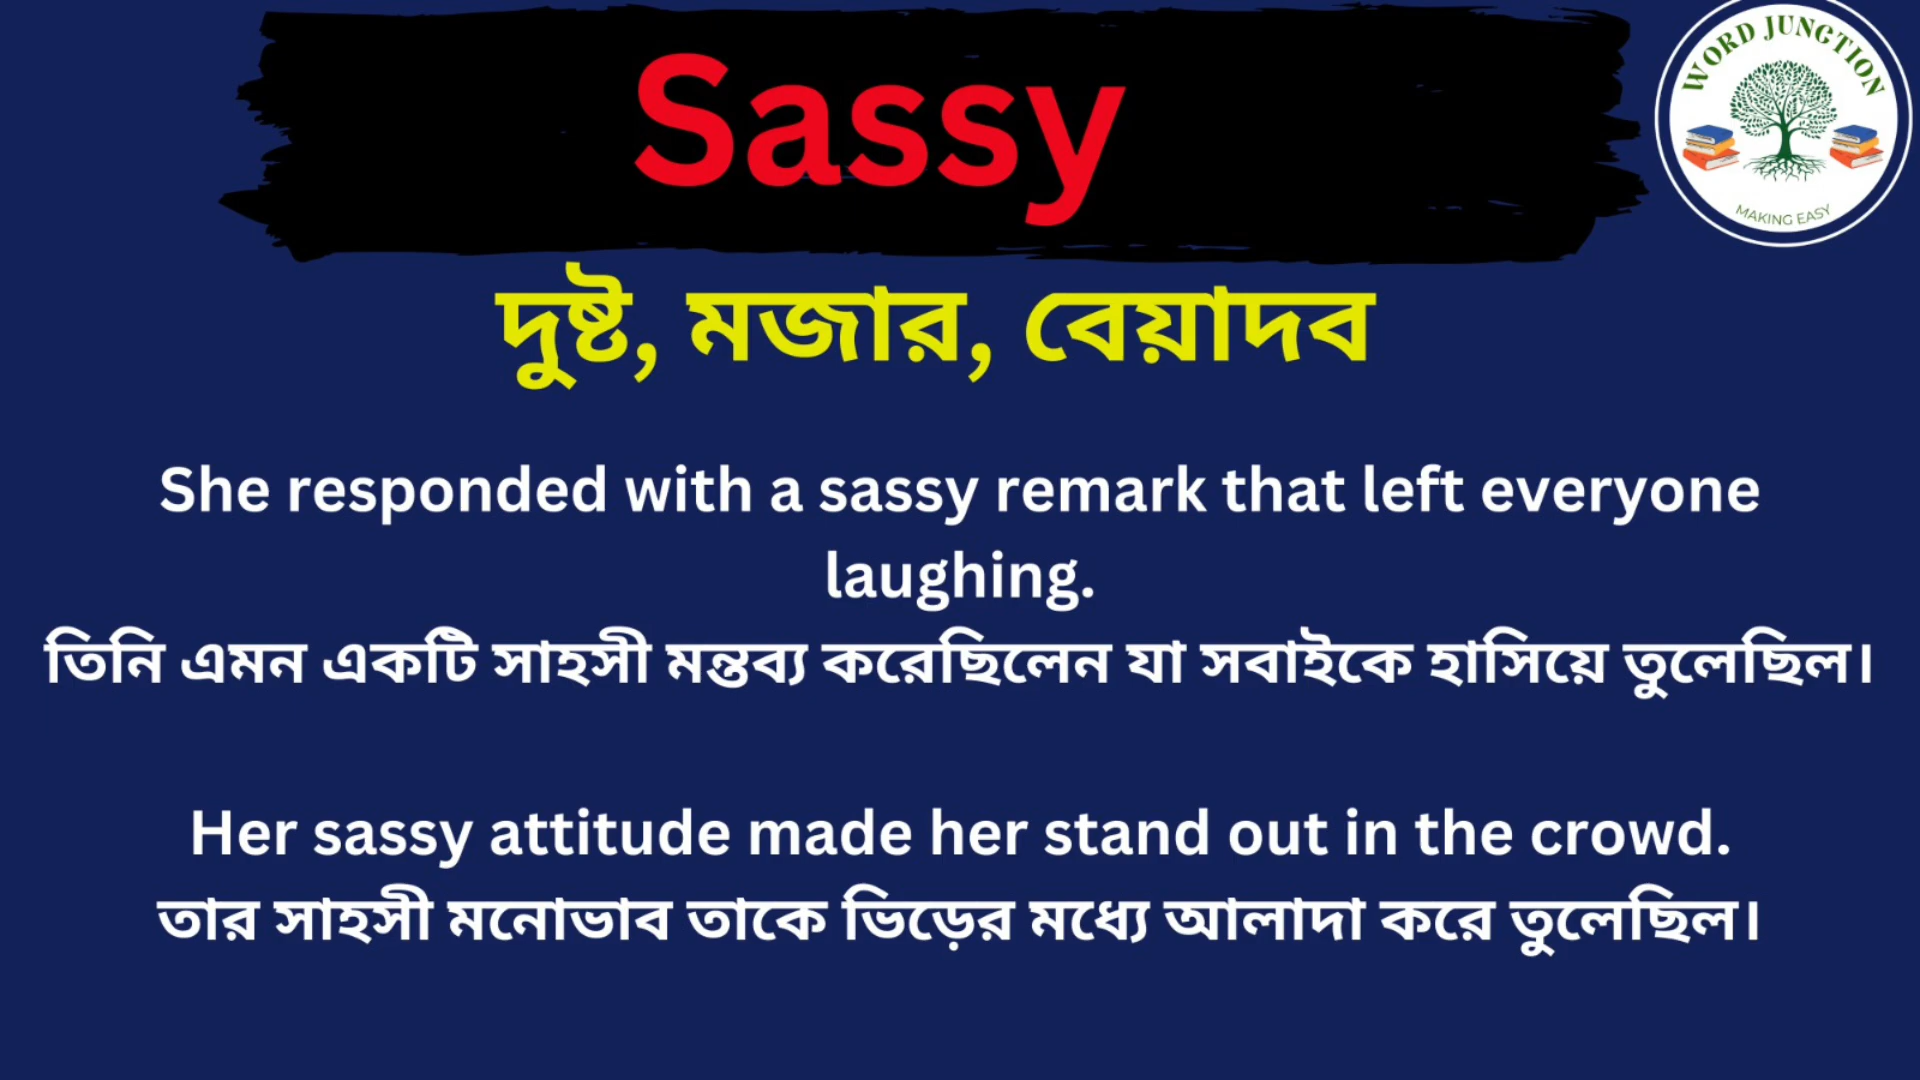 Sassy
WORD JUNCTION
MAKING EASY
দুষ্ট, মজার, বেয়াদব
She responded with a sassy remark that left everyone
laughing.
তিনি এমন একটি সাহসী মন্তব্য করেছিলেন যা সবাইকে হাসিয়ে তুলেছিল।
Her sassy attitude made her stand out in the crowd.
তার সাহসী মনোভাব তাকে ভিড়ের মধ্যে আলাদা করে তুলেছিল।